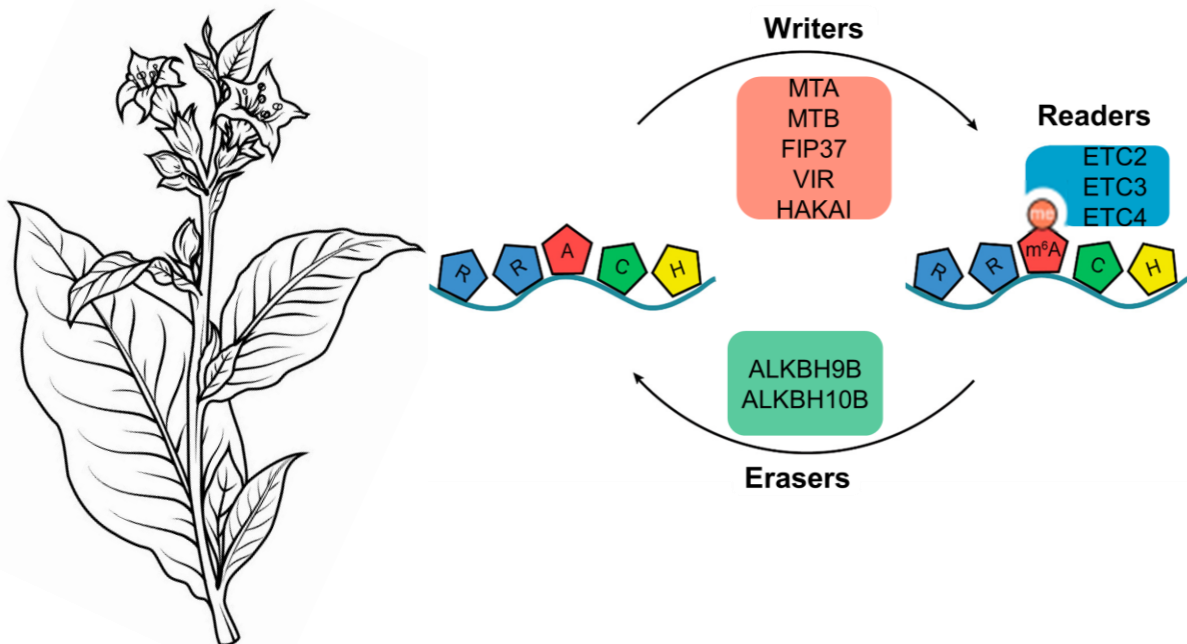 Writers
MTA
MTB
FIP37
VIR
HAKAI
Readers
ETC2
ETC3
ETC4
me
R R A C H
R R m⁶A C H
ALKBH9B
ALKBH10B
Erasers